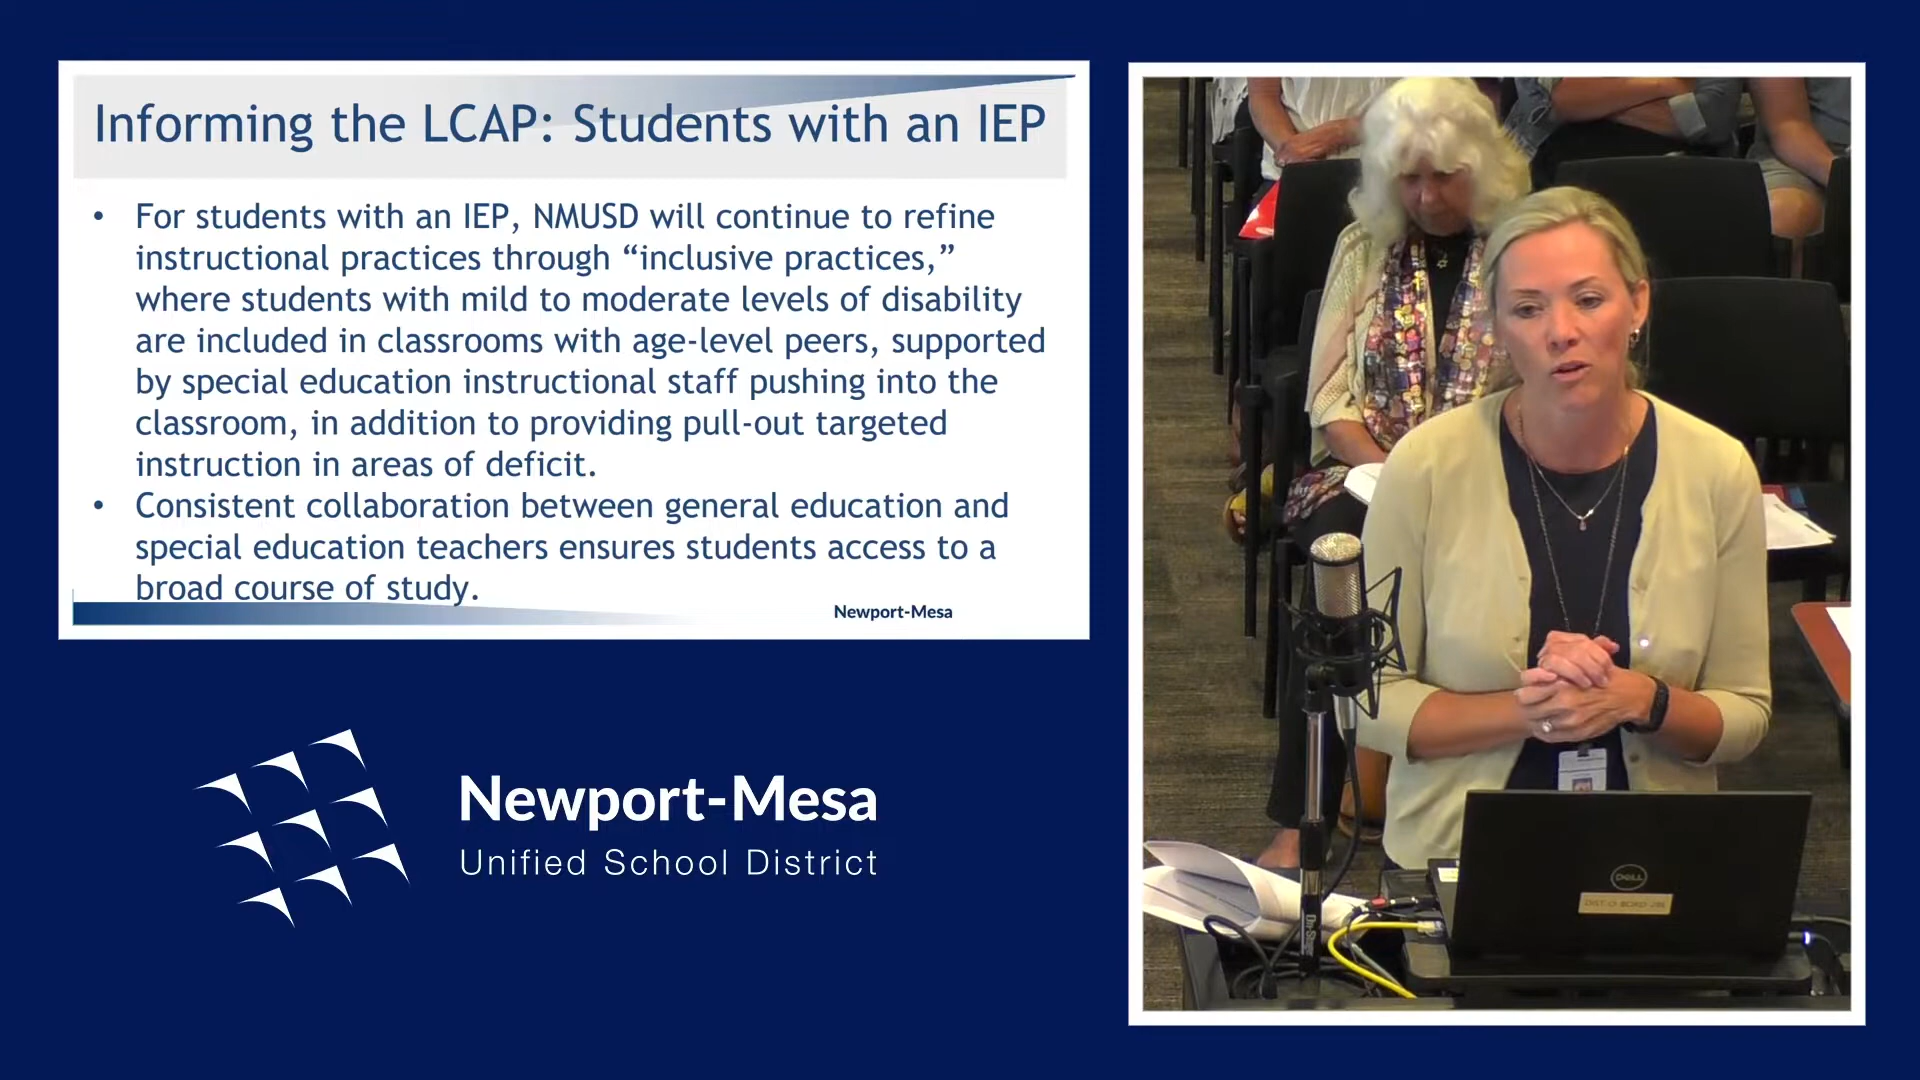 Informing the LCAP: Students with an IEP
• For students with an IEP, NMUSD will continue to refine
instructional practices through “inclusive practices,”
where students with mild to moderate levels of disability
are included in classrooms with age-level peers, supported
by special education instructional staff pushing into the
classroom, in addition to providing pull-out targeted
instruction in areas of deficit.
• Consistent collaboration between general education and
special education teachers ensures students access to a
broad course of study.
Newport-Mesa
Newport-Mesa
Unified School District
On-Stage
DELL